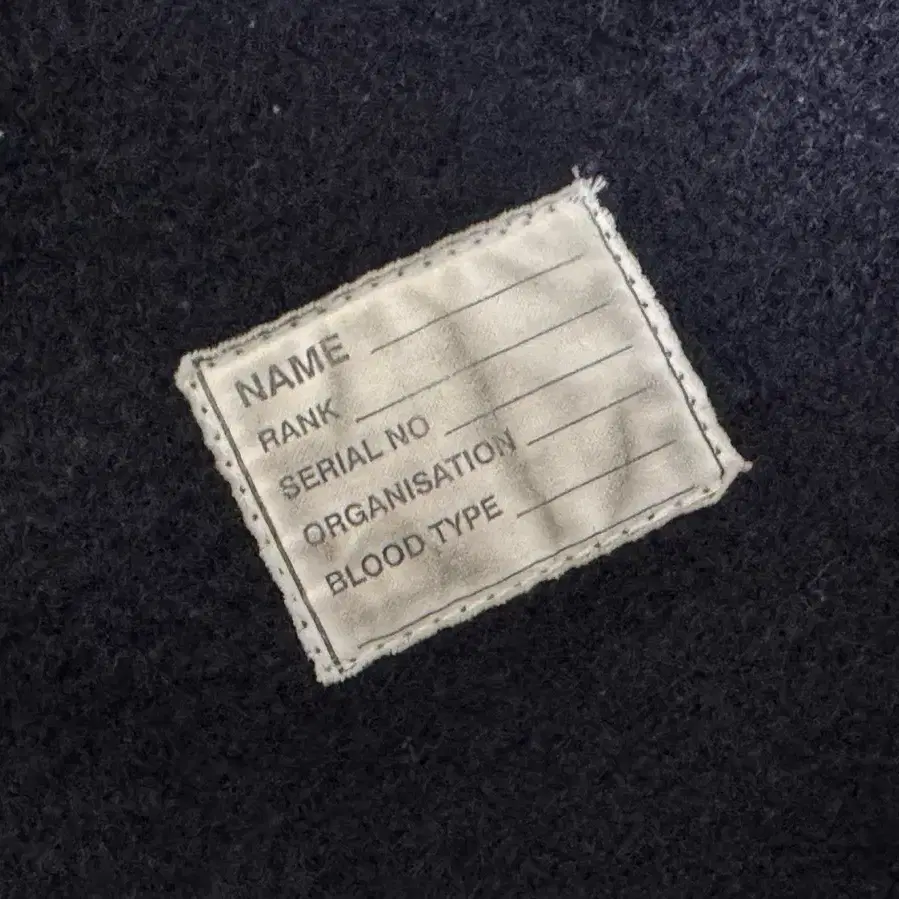 NAME
RANK
SERIAL NO
ORGANISATION
BLOOD TYPE